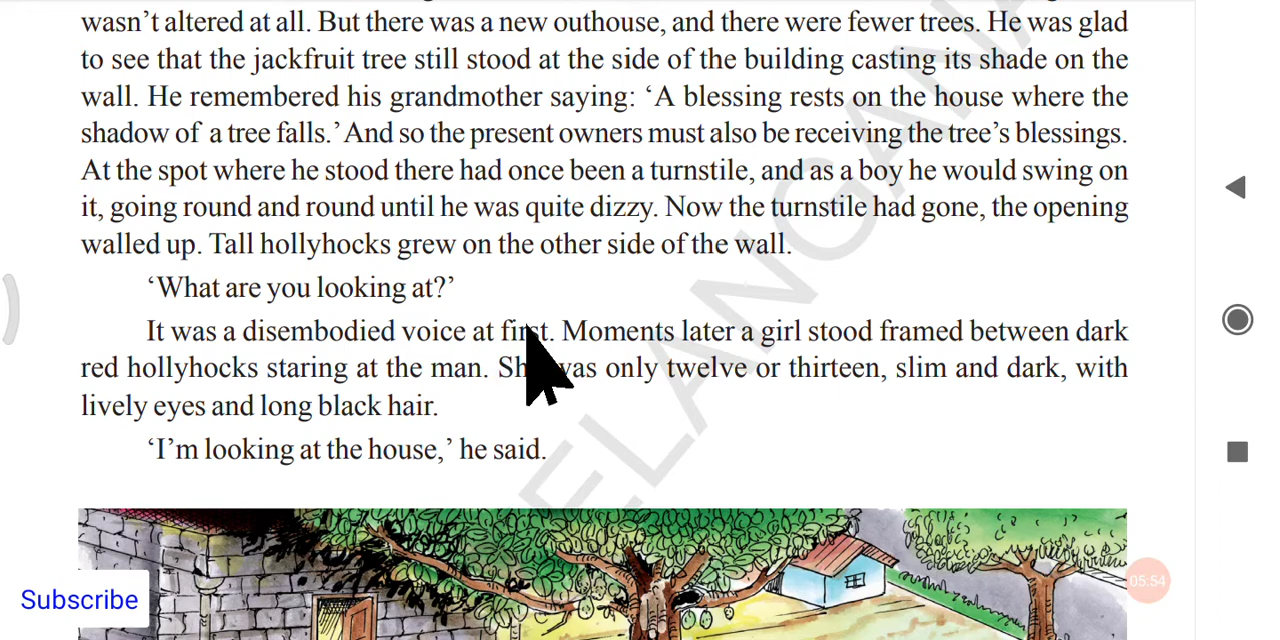 wasn't altered at all. But there was a new outhouse, and there were fewer trees. He was glad
to see that the jackfruit tree still stood at the side of the building casting its shade on the
wall. He remembered his grandmother saying: ‘A blessing rests on the house where the
shadow of a tree falls.’ And so the present owners must also be receiving the tree’s blessings.
At the spot where he stood there had once been a turnstile, and as a boy he would swing on
it, going round and round until he was quite dizzy. Now the turnstile had gone, the opening
walled up. Tall hollyhocks grew on the other side of the wall.
‘What are you looking at?’
It was a disembodied voice at first. Moments later a girl stood framed between dark
red hollyhocks staring at the man. She was only twelve or thirteen, slim and dark, with
lively eyes and long black hair.
‘I’m looking at the house,’ he said.
ELANGANA
Subscribe
05:54